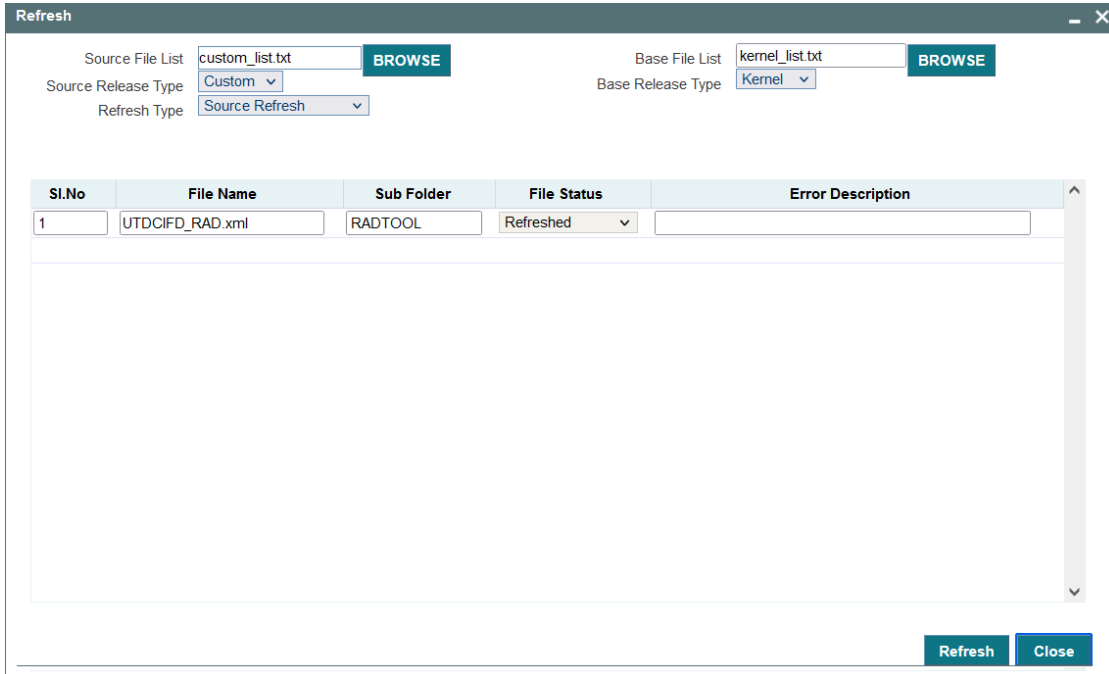 Refresh
Source File List custom_list.txt BROWSE Base File List kernel_list.txt BROWSE
Source Release Type Custom Base Release Type Kernel
Refresh Type Source Refresh
Sl.No File Name Sub Folder File Status Error Description
1 UTDCIFD_RAD.xml RADTOOL Refreshed
Refresh Close